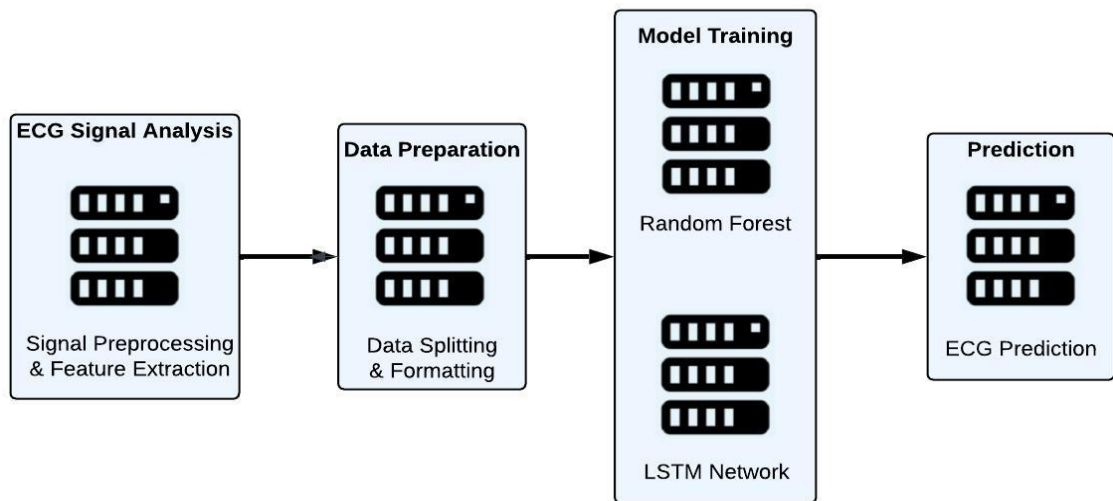 ECG Signal Analysis
Signal Preprocessing
& Feature Extraction
Data Preparation
Data Splitting
& Formatting
Model Training
Random Forest
LSTM Network
Prediction
ECG Prediction